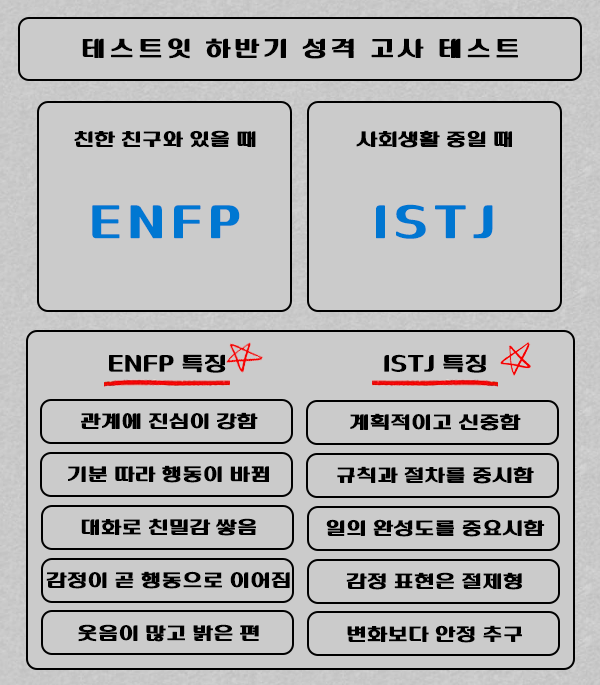 테스트잇 하반기 성격 고사 테스트
친한 친구와 있을 때
ENFP
사회생활 중일 때
ISTJ
ENFP 특징
관계에 진심이 강함
기분 따라 행동이 바뀜
대화로 친밀감 쌓음
감정이 곧 행동으로 이어짐
웃음이 많고 밝은 편
ISTJ 특징
계획적이고 신중함
규칙과 절차를 중시함
일의 완성도를 중요시함
감정 표현은 절제형
변화보다 안정 추구